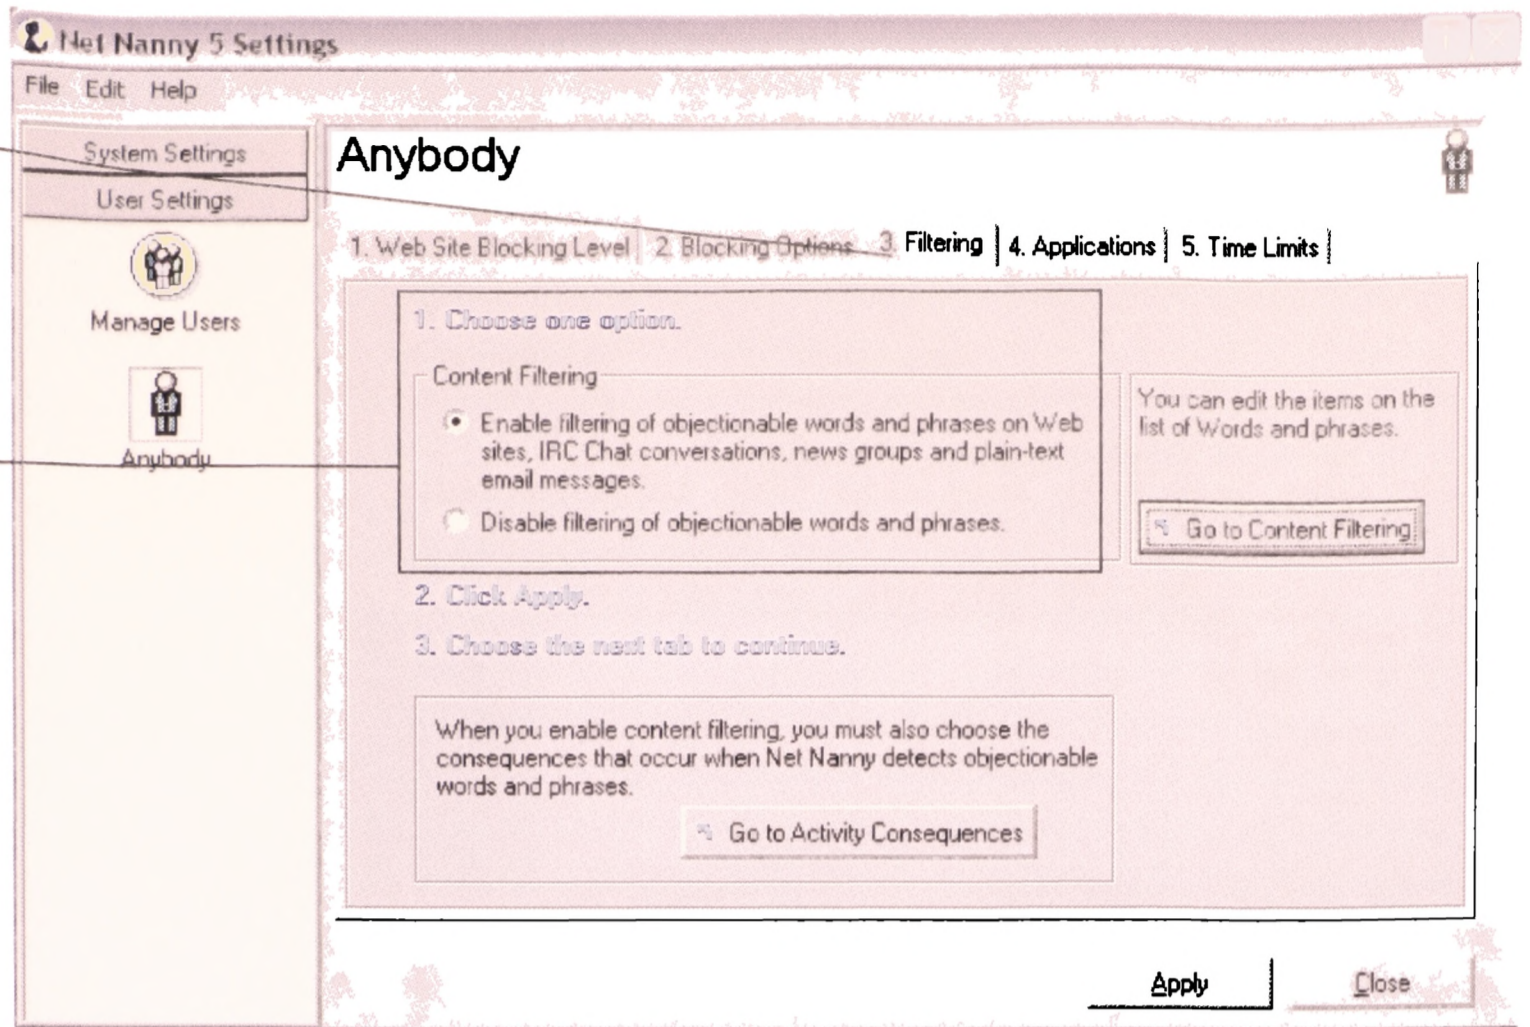 Net Nanny 5 Settings
File Edit Help
System Settings
User Settings
Manage Users
Anybody
Anybody
1. Web Site Blocking Level 2. Blocking Options 3. Filtering 4. Applications 5. Time Limits
1. Choose one option.
Content Filtering
Enable filtering of objectionable words and phrases on Web
sites, IRC Chat conversations, news groups and plain-text
email messages.
Disable filtering of objectionable words and phrases.
You can edit the items on the
list of Words and phrases.
Go to Content Filtering
2. Click Apply.
3. Choose the next tab to continue.
When you enable content filtering, you must also choose the
consequences that occur when Net Nanny detects objectionable
words and phrases.
Go to Activity Consequences
Apply Close